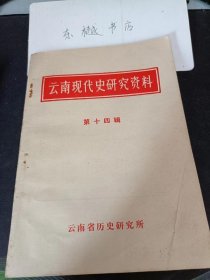 东樾书店
云南现代史研究资料
第十四辑
云南省历史研究所